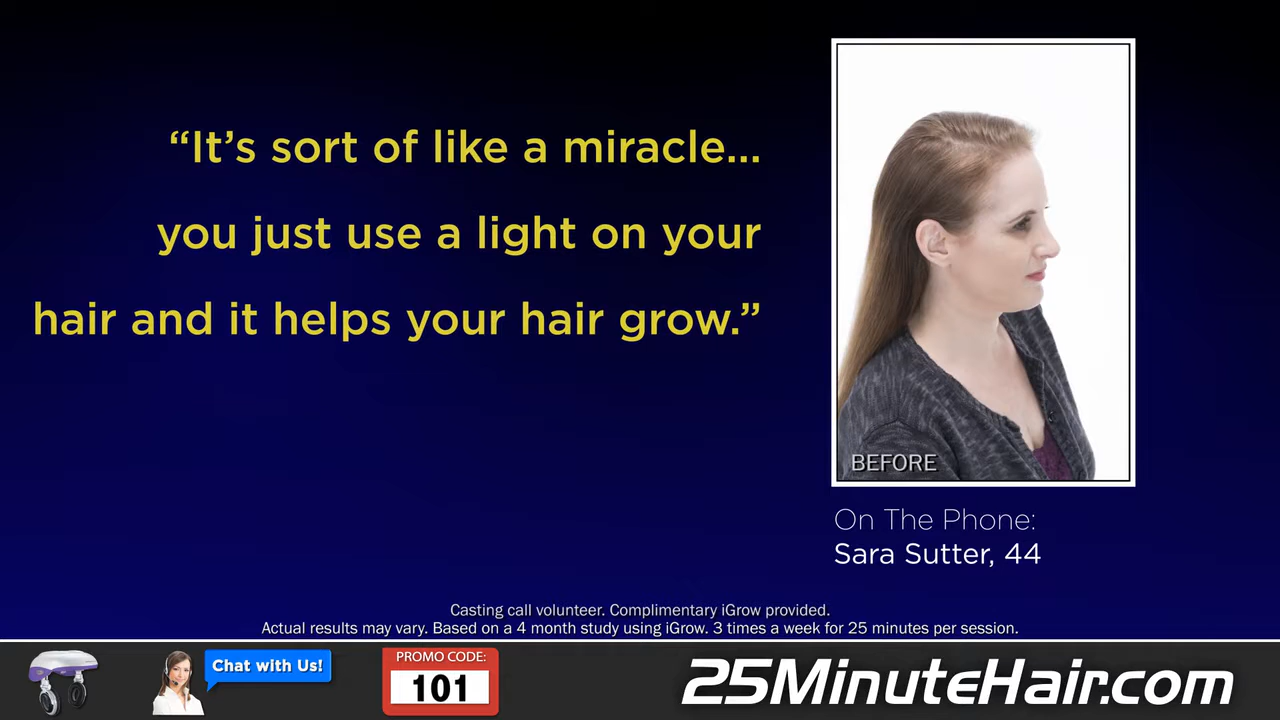 “It’s sort of like a miracle...
you just use a light on your
hair and it helps your hair grow.”
BEFORE
On The Phone:
Sara Sutter, 44
Casting call volunteer. Complimentary iGrow provided.
Actual results may vary. Based on a 4 month study using iGrow. 3 times a week for 25 minutes per session.
Chat with Us!
PROMO CODE:
101
25MinuteHair.com